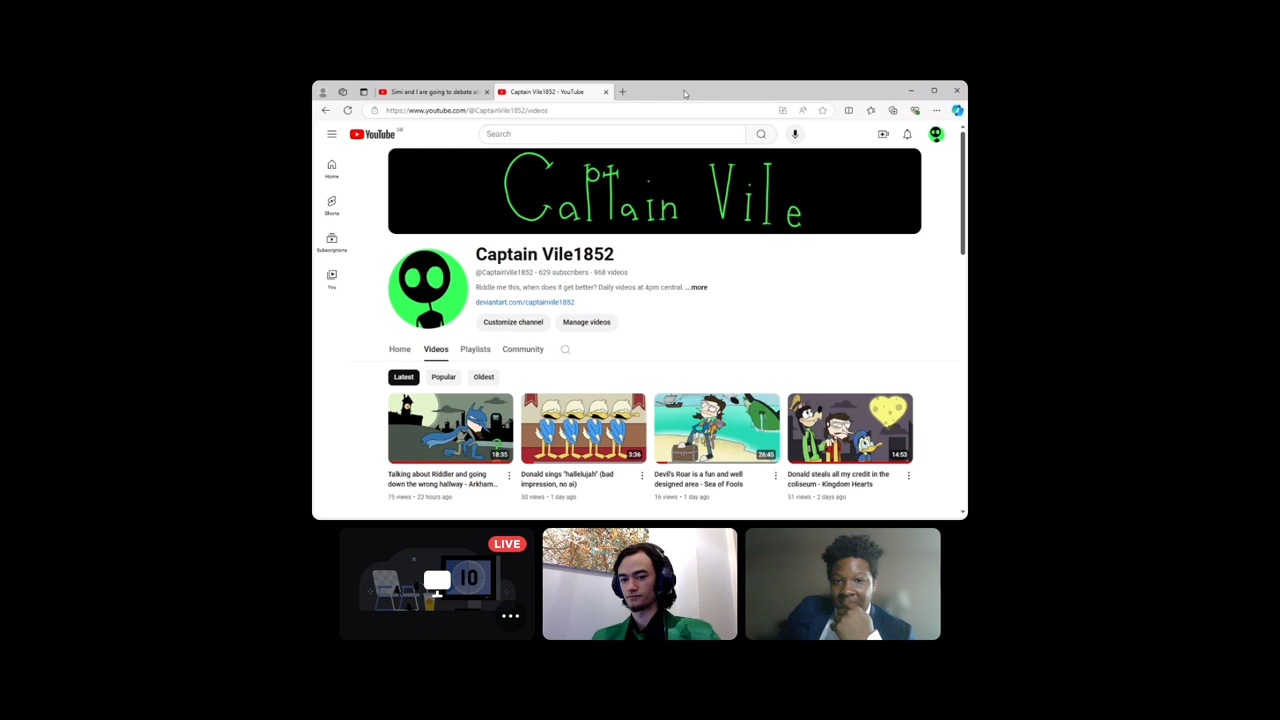 Simi and I are going to debate al
Captain Vile1852 - YouTube
https://www.youtube.com/@CaptainVile1852/videos
YouTube GB
Search
Home
Shorts
Subscriptions
You
Captain Vile
Captain Vile1852
@CaptainVile1852 · 629 subscribers · 968 videos
Riddle me this, when does it get better? Daily videos at 4pm central. ...more
deviantart.com/captainvile1852
Customize channel Manage videos
Home Videos Playlists Community
Latest Popular Oldest
18:35 3:36 26:45 14:53
Talking about Riddler and going down the wrong hallway - Arkham...
75 views • 23 hours ago
Donald sings "hallelujah" (bad impression, no ai)
50 views • 1 day ago
Devil's Roar is a fun and well designed area - Sea of Fools
16 views • 1 day ago
Donald steals all my credit in the coliseum - Kingdom Hearts
51 views • 2 days ago
LIVE
10